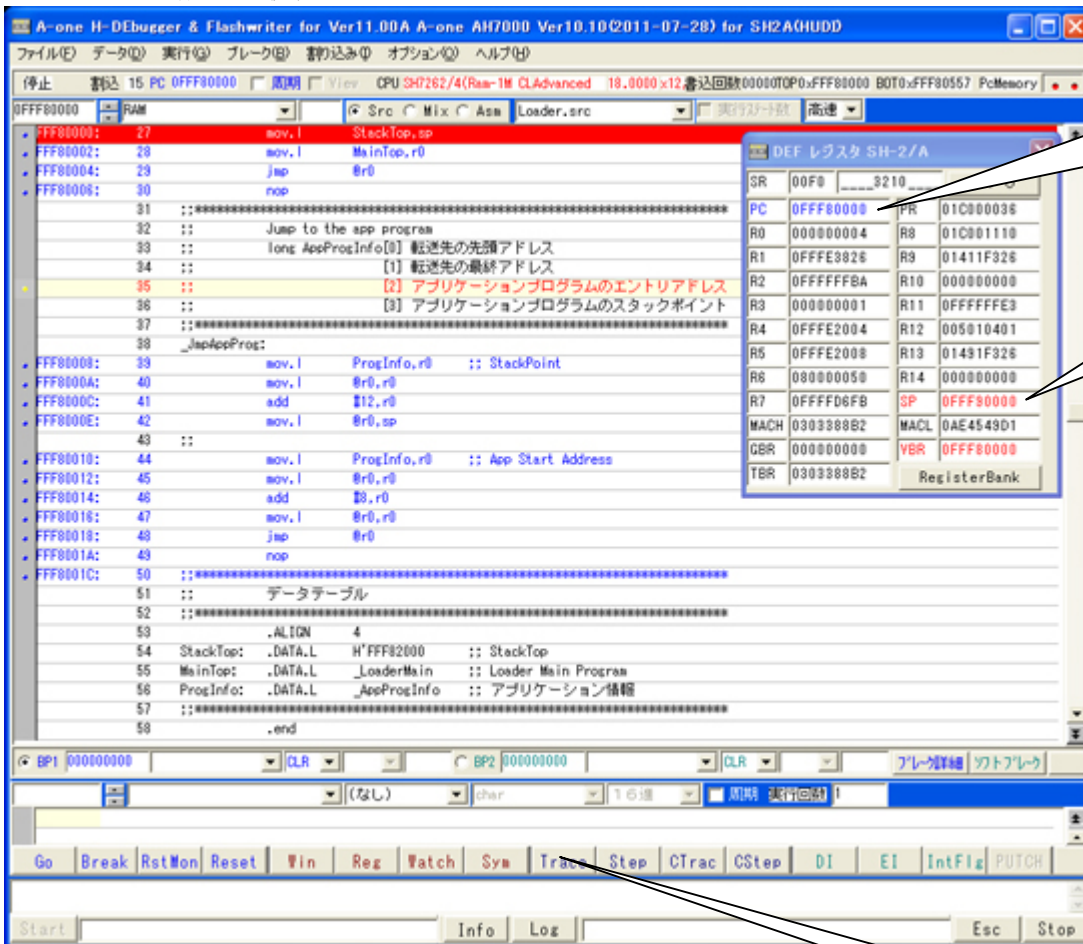 A-one H-DEbugger & Flashwriter for Ver11.00A A-one AH7000 Ver10.10(2011-07-28) for SH2A(HUDI)
ファイル(F) データ(D) 実行(G) ブレーク(B) 割り込み(I) オプション(O) ヘルプ(H)
停止 割込 15 PC 0FFF80000 周期 View CPU SH7262/4(Ram-1M CLAdvanced 18.0000×12 書込回数00000TOP0xFFF80000 BOT0xFFF80557 PcMemory
0FFF80000 RAM Src Mix Asm Loader.src 実行ステート数 高速
FFF80000: 27 mov.l StackTop,sp
FFF80002: 28 mov.l MainTop,r0
FFF80004: 29 jmp @r0
FFF80006: 30 nop
31 ;;**********************************************************************
32 ;; Jump to the app program
33 ;; long AppProgInfo[0] 転送先の先頭アドレス
34 ;; [1] 転送先の最終アドレス
35 ;; [2] アプリケーションプログラムのエントリアドレス
36 ;; [3] アプリケーションプログラムのスタックポイント
37 ;;**********************************************************************
38 _JmpAppProg:
FFF80008: 39 mov.l ProgInfo,r0 ;; StackPoint
FFF8000A: 40 mov.l @r0,r0
FFF8000C: 41 add #12,r0
FFF8000E: 42 mov.l @r0,sp
43 ;;
FFF80010: 44 mov.l ProgInfo,r0 ;; App Start Address
FFF80012: 45 mov.l @r0,r0
FFF80014: 46 add #8,r0
FFF80016: 47 mov.l @r0,r0
FFF80018: 48 jmp @r0
FFF8001A: 49 nop
FFF8001C: 50 ;;**********************************************************************
51 ;; データテーブル
52 ;;**********************************************************************
53 .ALIGN 4
54 StackTop: .DATA.L H'FFF82000 ;; StackTop
55 MainTop: .DATA.L _LoaderMain ;; Loader Main Program
56 ProgInfo: .DATA.L _AppProgInfo ;; アプリケーション情報
57 ;;**********************************************************************
58 .end
DEF レジスタ SH-2/A
SR 00F0 ____3210____
PC 0FFF80000 PR 01C000036
R0 000000004 R8 01C001110
R1 0FFFE3826 R9 01411F326
R2 0FFFFFFBA R10 000000000
R3 000000001 R11 0FFFFFFE3
R4 0FFFE2004 R12 005010401
R5 0FFFE2008 R13 01491F326
R6 080000050 R14 000000000
R7 0FFFFD6FB SP 0FFF90000
MACH 0303388B2 MACL 0AE4549D1
GBR 000000000 VBR 0FFF80000
TBR 0303388B2 RegisterBank
BP1 000000000 CLR BP2 000000000 CLR ブレーク詳細 ソフトブレーク
(なし) char 16進 周期 実行回数 1
Go Break RstMon Reset Win Reg Watch Sym Trace Step CTrac CStep DI EI IntFlg PUTCH
Start Info Log Esc Stop